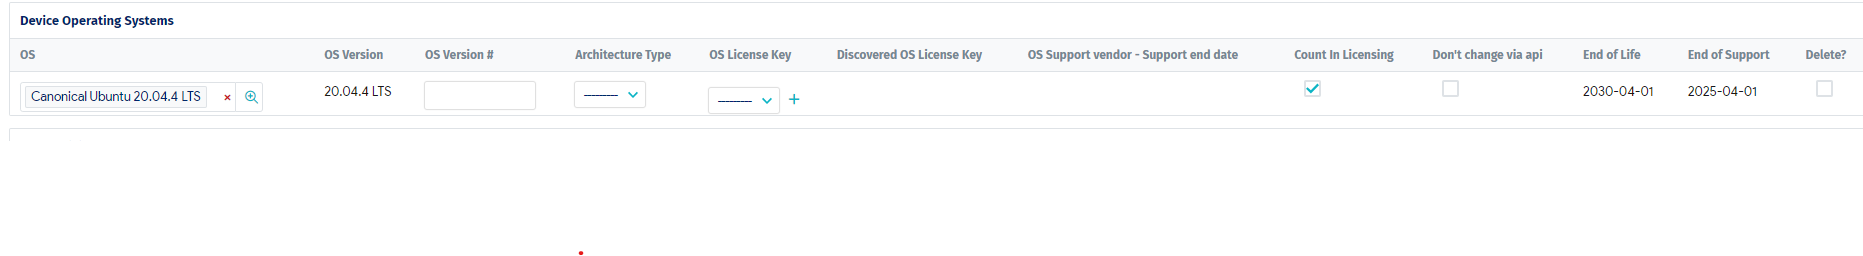 Device Operating Systems
OS OS Version OS Version # Architecture Type OS License Key Discovered OS License Key OS Support vendor - Support end date Count In Licensing Don't change via api End of Life End of Support Delete?
Canonical Ubuntu 20.04.4 LTS × 20.04.4 LTS --------- --------- + 2030-04-01 2025-04-01